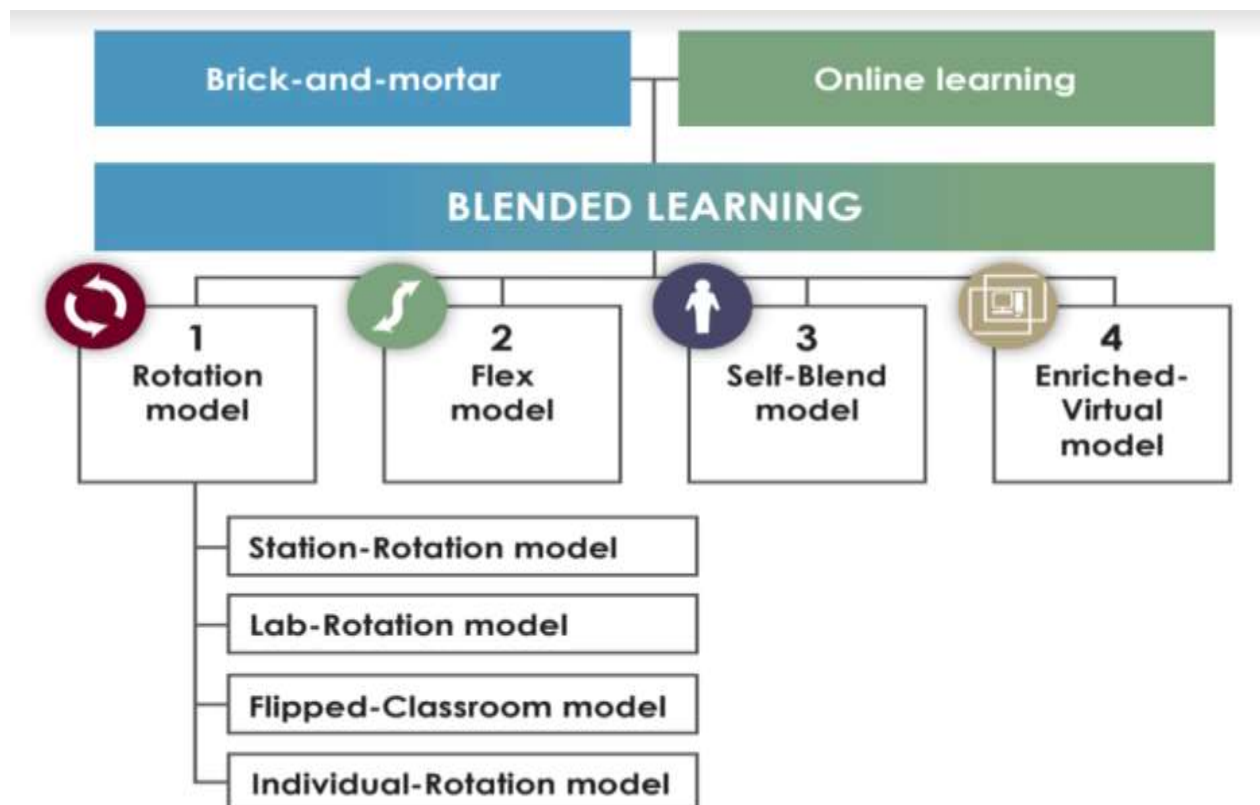 Brick-and-mortar
Online learning
BLENDED LEARNING
1
Rotation
model
2
Flex
model
3
Self-Blend
model
4
Enriched-
Virtual
model
Station-Rotation model
Lab-Rotation model
Flipped-Classroom model
Individual-Rotation model